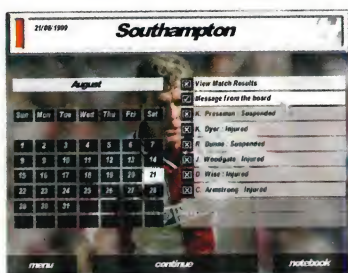 21/08/1999
Southampton
August
View Match Results
Message from the board
Sun Mon Tue Wed Thu Fri Sat
K. Pressman : Suspended
K. Dyer : Injured
1 2 3 4 5 6 7
R. Dunne : Suspended
8 9 10 11 12 13 14
J. Woodgate : Injured
15 16 17 18 19 20 21
D. Wise : Injured
22 23 24 25 26 27 28
C. Armstrong : Injured
29 30 31
menu continue notebook